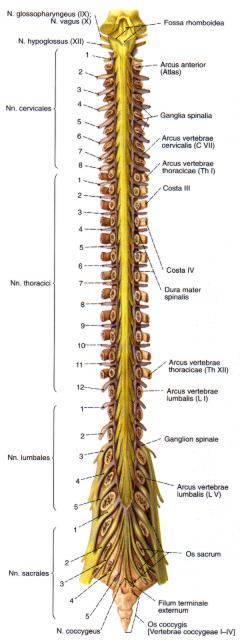 N. glossopharyngeus (IX);
N. vagus (X)
Fossa rhomboidea
N. hypoglossus (XII)
1
Arcus anterior
(Atlas)
2
3
4
Ganglia spinalia
Nn. cervicales
5
6
Arcus vertebrae
cervicalis (C VII)
7
8
Arcus vertebrae
thoracicae (Th I)
1
2
Costa III
3
4
5
6
Costa IV
7
Nn. thoracici
Dura mater
spinalis
8
9
10
11
Arcus vertebrae
thoracicae (Th XII)
12
Arcus vertebrae
lumbalis (L I)
1
2
Ganglion spinale
3
Nn. lumbales
4
Arcus vertebrae
lumbalis (L V)
5
1
2
Os sacrum
3
Nn. sacrales
4
5
Filum terminale
externum
N. coccygeus
Os coccygis
[Vertebrae coccygeae I–IV]